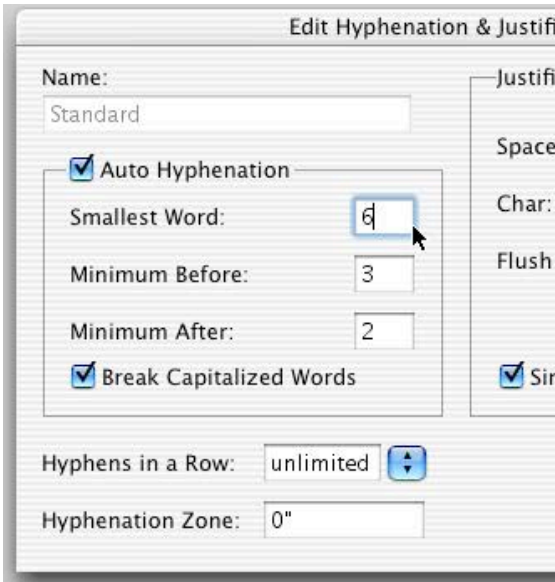 Edit Hyphenation & Justifi
Name:
Standard
Auto Hyphenation
Smallest Word: 6
Minimum Before: 3
Minimum After: 2
Break Capitalized Words
Hyphens in a Row: unlimited
Hyphenation Zone: 0"
Justifi
Space
Char:
Flush
Sin